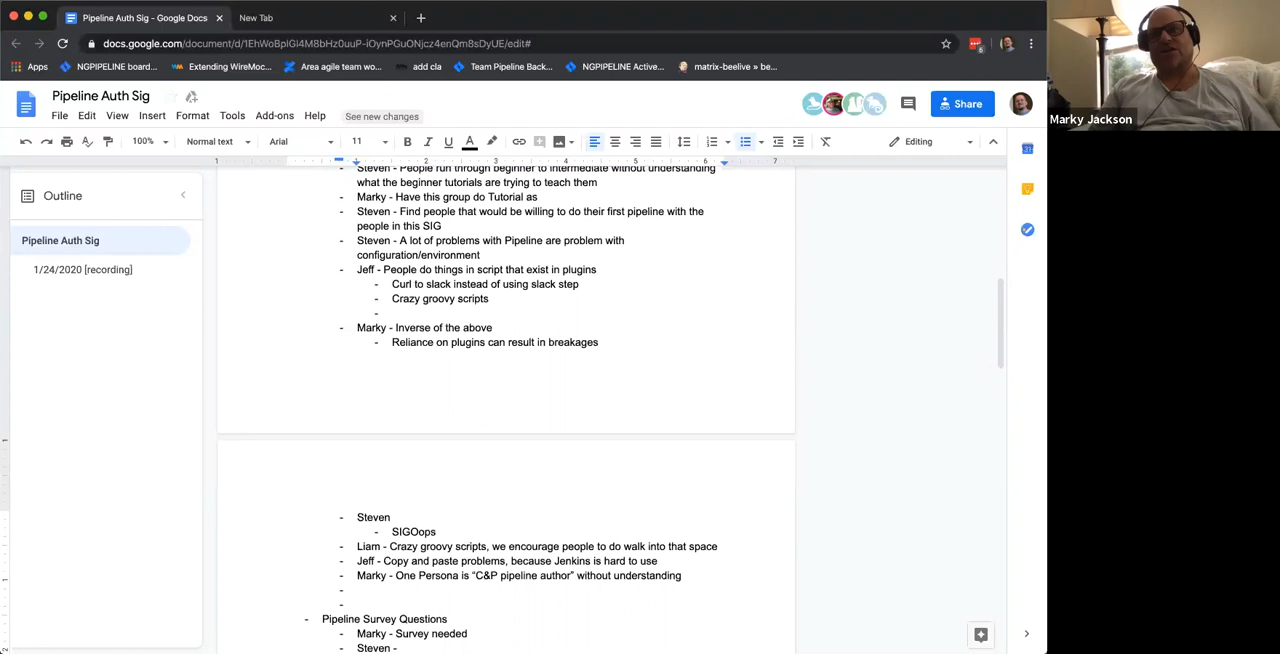 Pipeline Auth Sig - Google Docs
New Tab
docs.google.com/document/d/1EhWoBpIGl4M8bHz0uuP-iOynPGuONjcz4enQm8sDyUE/edit#
Apps
NGPIPELINE board...
Extending WireMoc...
Area agile team wo...
add cla
Team Pipeline Back...
NGPIPELINE Active...
matrix-beelive » be...
Pipeline Auth Sig
File Edit View Insert Format Tools Add-ons Help
See new changes
Share
Marky Jackson
100%
Normal text
Arial
11
B I U A
Editing
1 1 2 3 4 5 6 7
Outline
Pipeline Auth Sig
1/24/2020 [recording]
- Steven - People run through beginner to intermediate without understanding
what the beginner tutorials are trying to teach them
- Marky - Have this group do Tutorial as
- Steven - Find people that would be willing to do their first pipeline with the
people in this SIG
- Steven - A lot of problems with Pipeline are problem with
configuration/environment
- Jeff - People do things in script that exist in plugins
- Curl to slack instead of using slack step
- Crazy groovy scripts
-
- Marky - Inverse of the above
- Reliance on plugins can result in breakages
- Steven
- SIGOops
- Liam - Crazy groovy scripts, we encourage people to do walk into that space
- Jeff - Copy and paste problems, because Jenkins is hard to use
- Marky - One Persona is “C&P pipeline author” without understanding
-
-
- Pipeline Survey Questions
- Marky - Survey needed
- Steven -